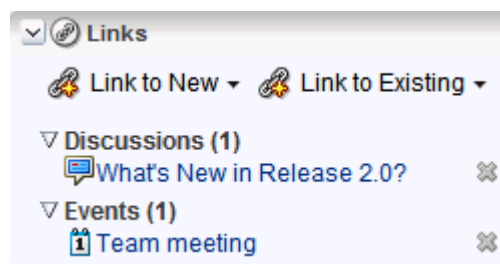 Links
Link to New Link to Existing
Discussions (1)
What's New in Release 2.0?
Events (1)
1 Team meeting